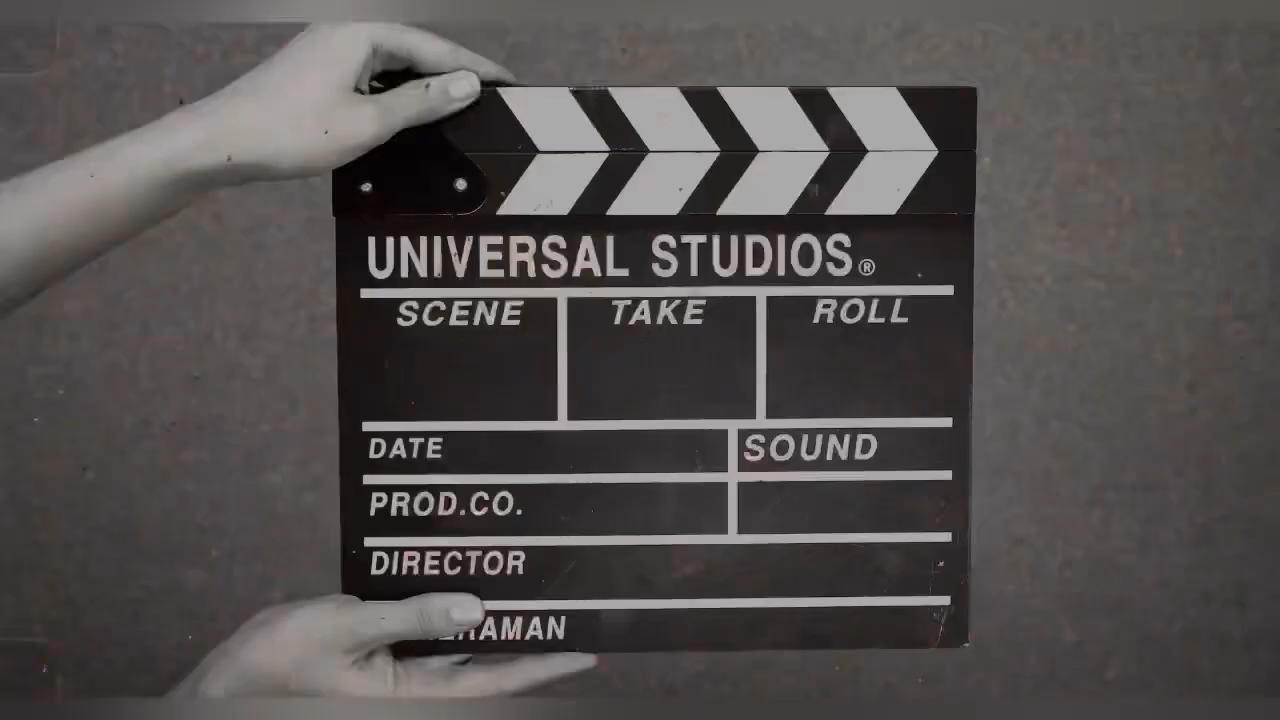 UNIVERSAL STUDIOS®
SCENE TAKE ROLL
DATE SOUND
PROD.CO.
DIRECTOR